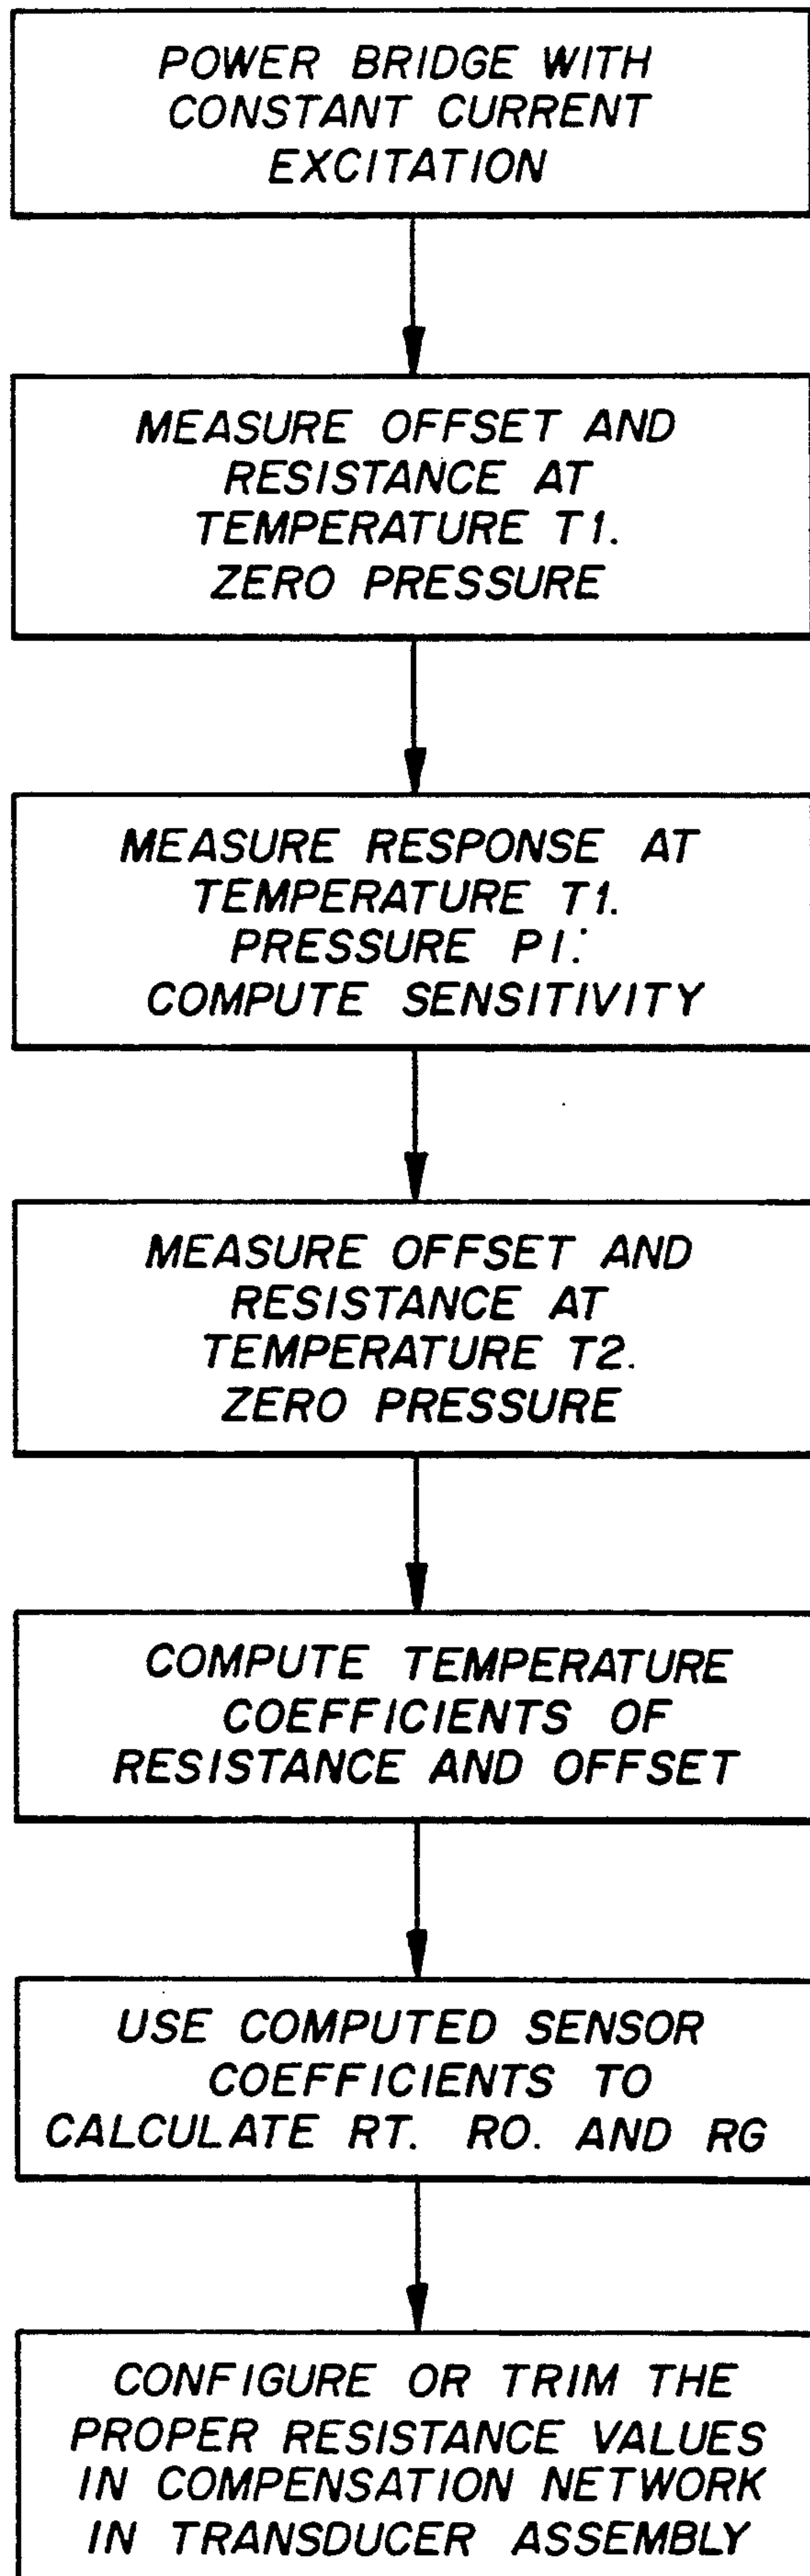 POWER BRIDGE WITH
CONSTANT CURRENT
EXCITATION
MEASURE OFFSET AND
RESISTANCE AT
TEMPERATURE T1.
ZERO PRESSURE
MEASURE RESPONSE AT
TEMPERATURE T1.
PRESSURE P1:
COMPUTE SENSITIVITY
MEASURE OFFSET AND
RESISTANCE AT
TEMPERATURE T2.
ZERO PRESSURE
COMPUTE TEMPERATURE
COEFFICIENTS OF
RESISTANCE AND OFFSET
USE COMPUTED SENSOR
COEFFICIENTS TO
CALCULATE RT. RO. AND RG
CONFIGURE OR TRIM THE
PROPER RESISTANCE VALUES
IN COMPENSATION NETWORK
IN TRANSDUCER ASSEMBLY